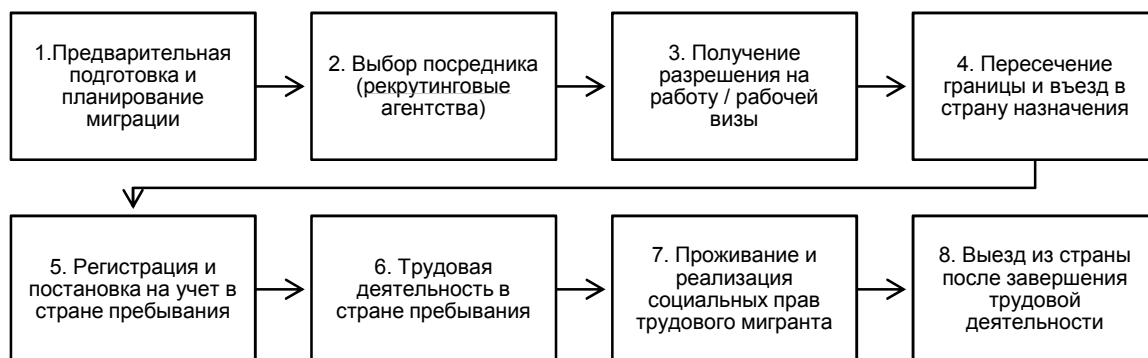 1.Предварительная
подготовка и
планирование
миграции
2. Выбор посредника
(рекрутинговые
агентства)
3. Получение
разрешения на
работу / рабочей
визы
4. Пересечение
границы и въезд в
страну назначения
5. Регистрация и
постановка на учет в
стране пребывания
6. Трудовая
деятельность в
стране пребывания
7. Проживание и
реализация
социальных прав
трудового мигранта
8. Выезд из страны
после завершения
трудовой
деятельности